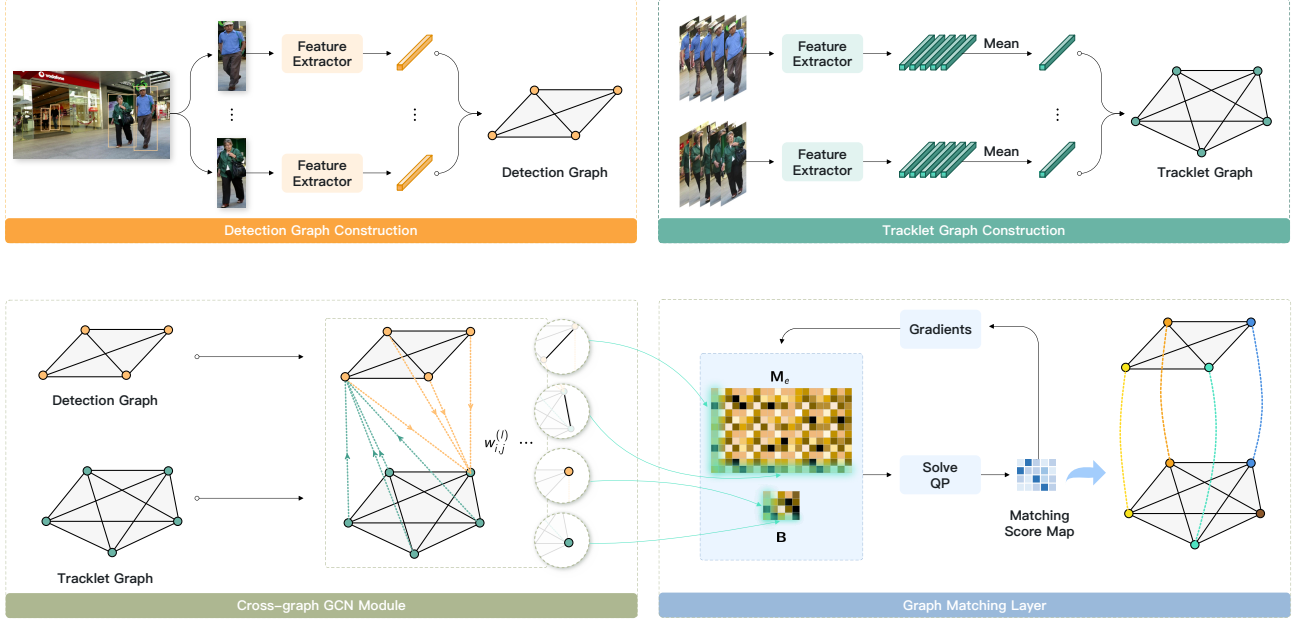 vodafone
Feature
Extractor
Feature
Extractor
Detection Graph
Detection Graph Construction
Feature
Extractor
Mean
Feature
Extractor
Mean
Tracklet Graph
Tracklet Graph Construction
Detection Graph
Tracklet Graph
w_{i,j}^{(l)} ...
Cross-graph GCN Module
Gradients
M_e
B
Solve
QP
Matching
Score Map
Graph Matching Layer